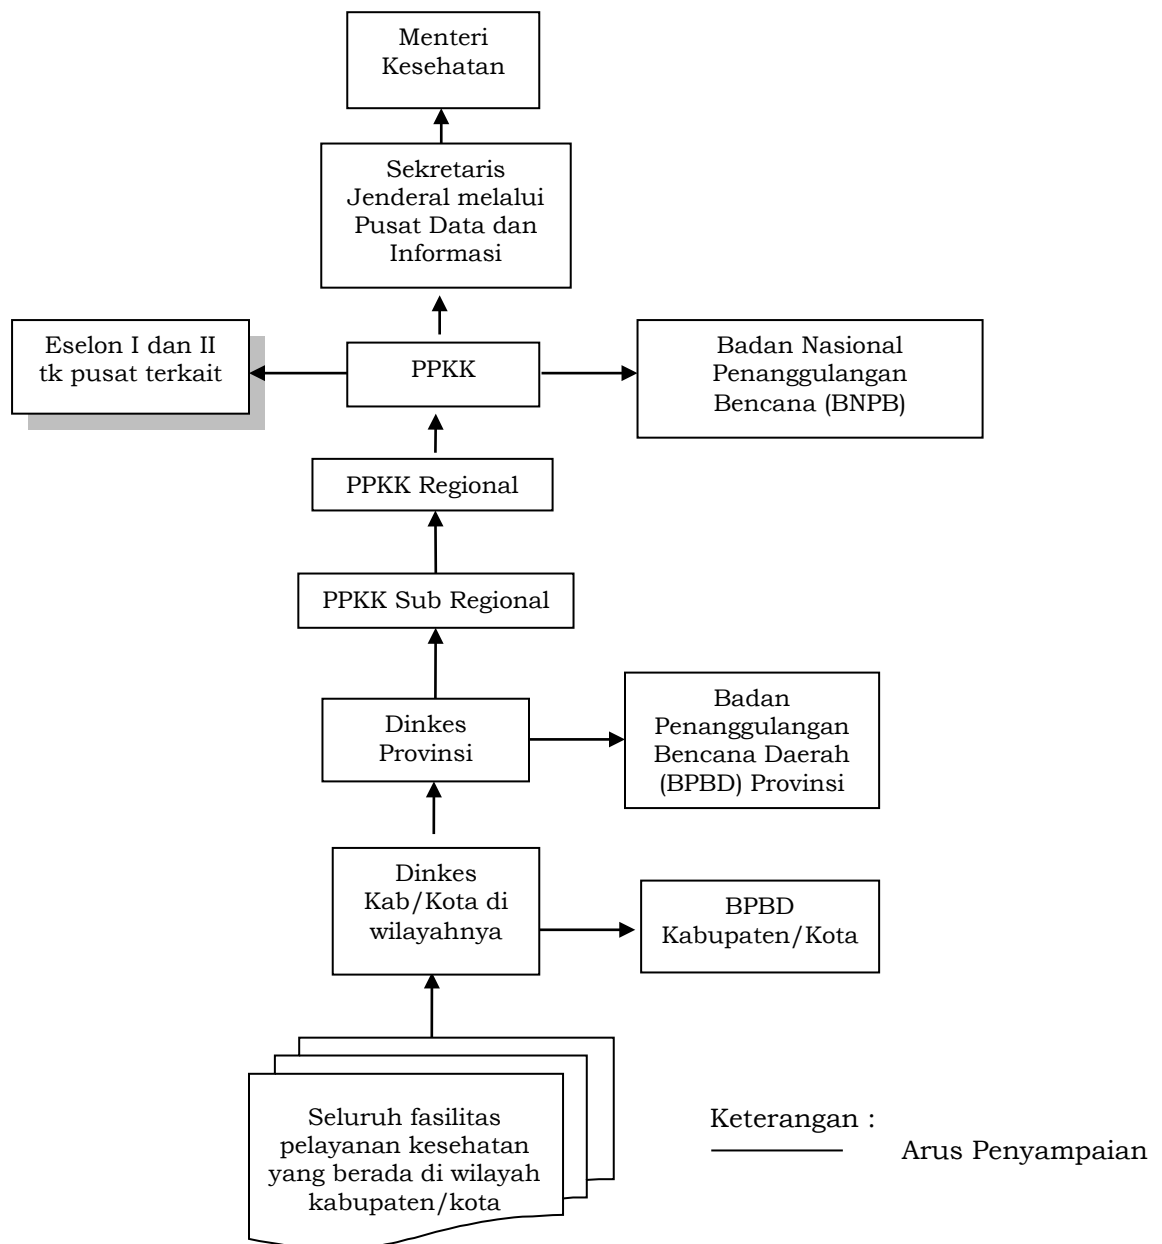 Menteri
Kesehatan
Sekretaris
Jenderal melalui
Pusat Data dan
Informasi
Eselon I dan II
tk pusat terkait
PPKK
Badan Nasional
Penanggulangan
Bencana (BNPB)
PPKK Regional
PPKK Sub Regional
Dinkes
Provinsi
Badan
Penanggulangan
Bencana Daerah
(BPBD) Provinsi
Dinkes
Kab/Kota di
wilayahnya
BPBD
Kabupaten/Kota
Seluruh fasilitas
pelayanan kesehatan
yang berada di wilayah
kabupaten/kota
Keterangan :
Arus Penyampaian